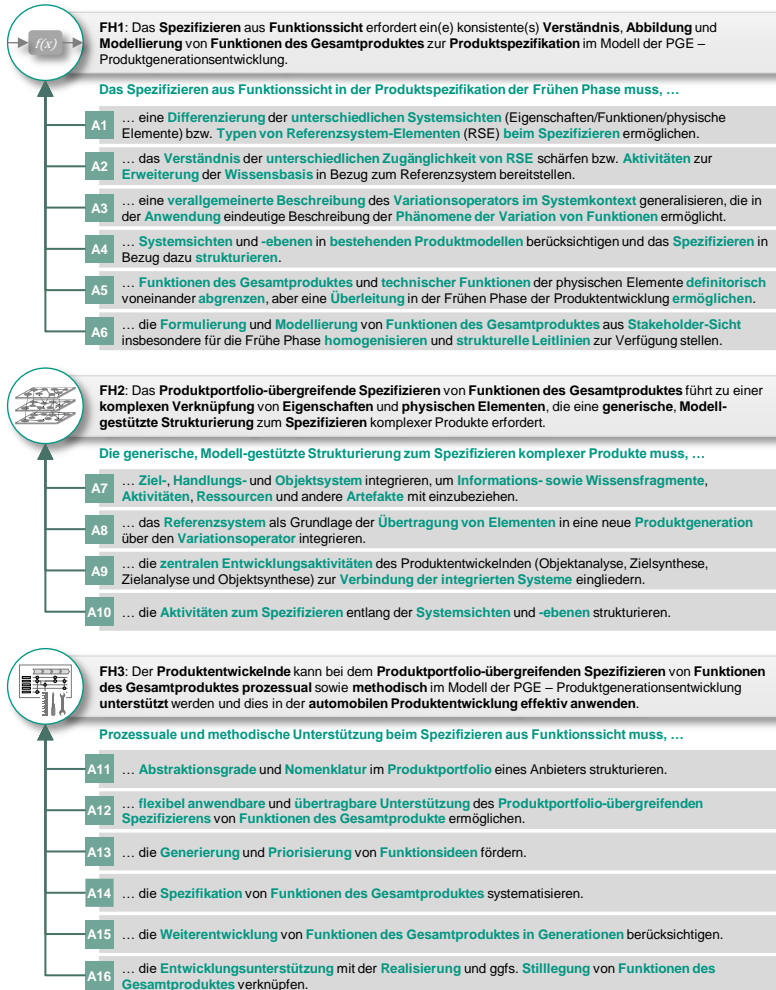 f(x)
FH1: Das Spezifizieren aus Funktionssicht erfordert ein(e) konsistente(s) Verständnis, Abbildung und
Modellierung von Funktionen des Gesamtproduktes zur Produktspezifikation im Modell der PGE –
Produktgenerationsentwicklung.
Das Spezifizieren aus Funktionssicht in der Produktspezifikation der Frühen Phase muss, …
A1 … eine Differenzierung der unterschiedlichen Systemsichten (Eigenschaften/Funktionen/physische
Elemente) bzw. Typen von Referenzsystem-Elementen (RSE) beim Spezifizieren ermöglichen.
A2 … das Verständnis der unterschiedlichen Zugänglichkeit von RSE schärfen bzw. Aktivitäten zur
Erweiterung der Wissensbasis in Bezug zum Referenzsystem bereitstellen.
A3 … eine verallgemeinerte Beschreibung des Variationsoperators im Systemkontext generalisieren, die in
der Anwendung eindeutige Beschreibung der Phänomene der Variation von Funktionen ermöglicht.
A4 … Systemsichten und -ebenen in bestehenden Produktmodellen berücksichtigen und das Spezifizieren in
Bezug dazu strukturieren.
A5 … Funktionen des Gesamtproduktes und technischer Funktionen der physischen Elemente definitorisch
voneinander abgrenzen, aber eine Überleitung in der Frühen Phase der Produktentwicklung ermöglichen.
A6 … die Formulierung und Modellierung von Funktionen des Gesamtproduktes aus Stakeholder-Sicht
insbesondere für die Frühe Phase homogenisieren und strukturelle Leitlinien zur Verfügung stellen.
FH2: Das Produktportfolio-übergreifende Spezifizieren von Funktionen des Gesamtproduktes führt zu einer
komplexen Verknüpfung von Eigenschaften und physischen Elementen, die eine generische, Modell-
gestützte Strukturierung zum Spezifizieren komplexer Produkte erfordert.
Die generische, Modell-gestützte Strukturierung zum Spezifizieren komplexer Produkte muss, …
A7 … Ziel-, Handlungs- und Objektsystem integrieren, um Informations- sowie Wissensfragmente,
Aktivitäten, Ressourcen und andere Artefakte mit einzubeziehen.
A8 … das Referenzsystem als Grundlage der Übertragung von Elementen in eine neue Produktgeneration
über den Variationsoperator integrieren.
A9 … die zentralen Entwicklungsaktivitäten des Produktentwickelnden (Objektanalyse, Zielsynthese,
Zielanalyse und Objektsynthese) zur Verbindung der integrierten Systeme eingliedern.
A10 … die Aktivitäten zum Spezifizieren entlang der Systemsichten und -ebenen strukturieren.
FH3: Der Produktentwickelnde kann bei dem Produktportfolio-übergreifenden Spezifizieren von Funktionen
des Gesamtproduktes prozessual sowie methodisch im Modell der PGE – Produktgenerationsentwicklung
unterstützt werden und dies in der automobilen Produktentwicklung effektiv anwenden.
Prozessuale und methodische Unterstützung beim Spezifizieren aus Funktionssicht muss, …
A11 … Abstraktionsgrade und Nomenklatur im Produktportfolio eines Anbieters strukturieren.
A12 … flexibel anwendbare und übertragbare Unterstützung des Produktportfolio-übergreifenden
Spezifizierens von Funktionen des Gesamtprodukte ermöglichen.
A13 … die Generierung und Priorisierung von Funktionsideen fördern.
A14 … die Spezifikation von Funktionen des Gesamtproduktes systematisieren.
A15 … die Weiterentwicklung von Funktionen des Gesamtproduktes in Generationen berücksichtigen.
A16 … die Entwicklungsunterstützung mit der Realisierung und ggfs. Stilllegung von Funktionen des
Gesamtproduktes verknüpfen.